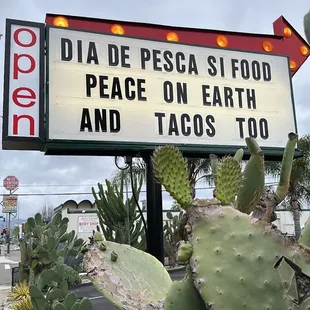 open
DIA DE PESCA SI FOOD
PEACE ON EARTH
AND TACOS TOO